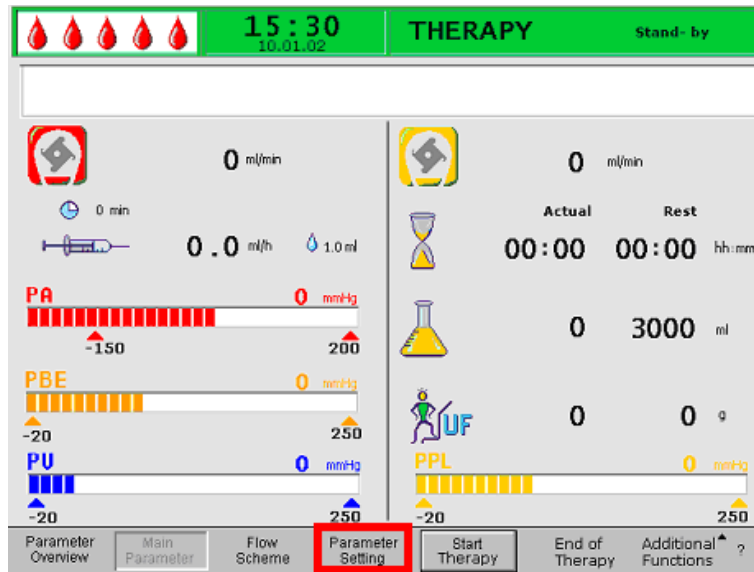 15:30
10.01.02
THERAPY
Stand- by
0 ml/min
0 ml/min
0 min
Actual Rest
0.0 ml/h 1.0 ml
00:00 00:00 hh:mm
PA 0 mmHg
-150 200
0 3000 ml
PBE 0 mmHg
-20 250
UF 0 0 g
PV 0 mmHg
-20 250
PPL 0 mmHg
-20 250
Parameter Overview
Main Parameter
Flow Scheme
Parameter Setting
Start Therapy
End of Therapy
Additional Functions
?